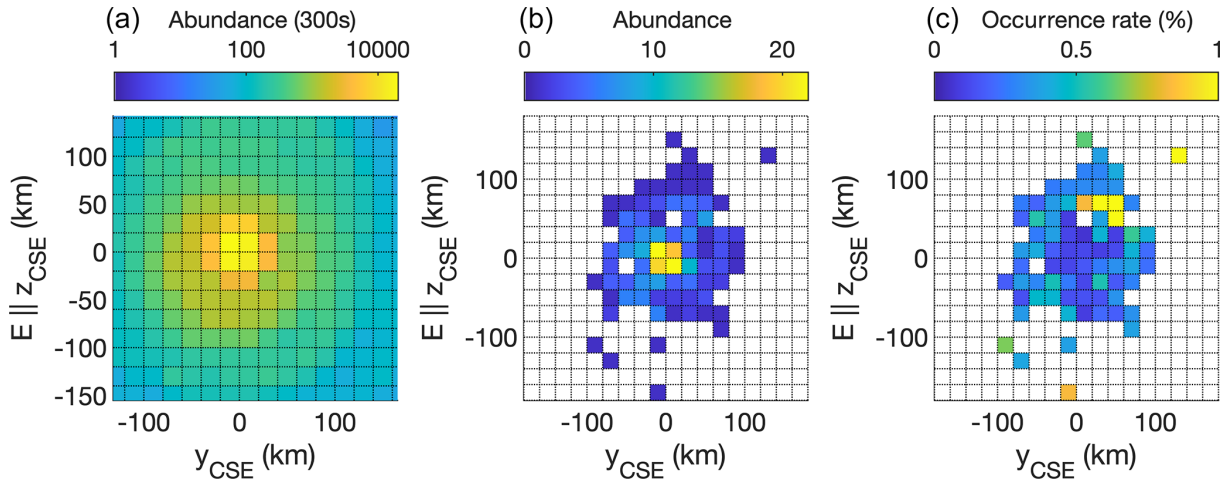 (a) Abundance (300s)
1 100 10000
E || z_CSE (km)
100
50
0
-50
-100
-150
-100 0 100
y_CSE (km)
(b) Abundance
0 10 20
E || z_CSE (km)
100
0
-100
-100 0 100
y_CSE (km)
(c) Occurrence rate (%)
0 0.5 1
E || z_CSE (km)
100
0
-100
-100 0 100
y_CSE (km)